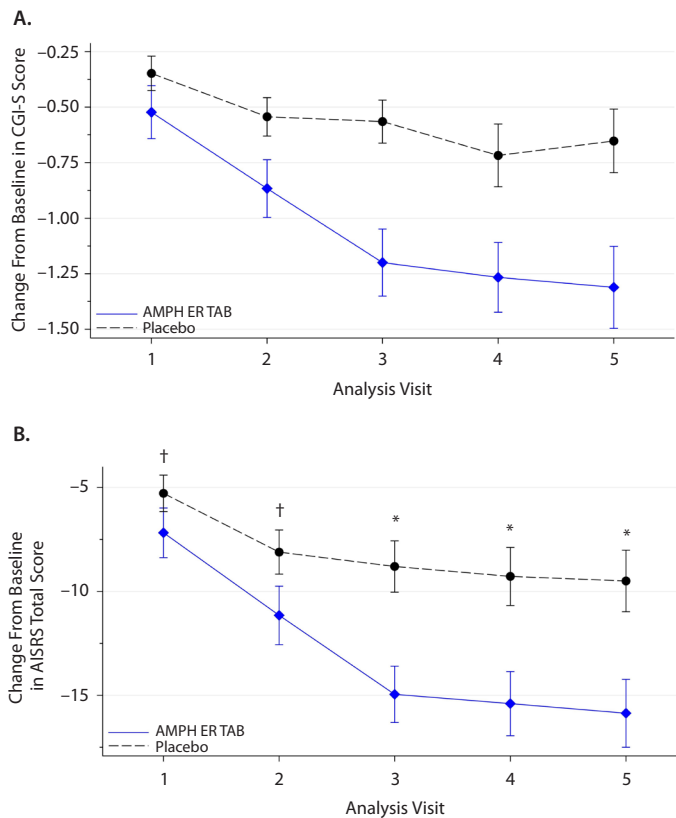 A.
Change From Baseline in CGI-S Score
−0.25
−0.50
−0.75
−1.00
−1.25
−1.50
AMPH ER TAB
Placebo
1 2 3 4 5
Analysis Visit
B.
Change From Baseline
in AISRS Total Score
† † * * *
−5
−10
−15
AMPH ER TAB
Placebo
1 2 3 4 5
Analysis Visit